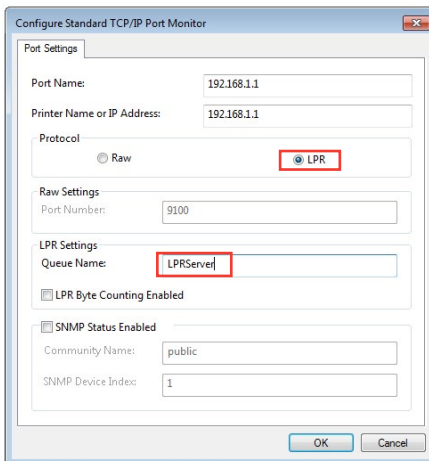 Configure Standard TCP/IP Port Monitor
Port Settings
Port Name: 192.168.1.1
Printer Name or IP Address: 192.168.1.1
Protocol
Raw LPR
Raw Settings
Port Number: 9100
LPR Settings
Queue Name: LPRServer
LPR Byte Counting Enabled
SNMP Status Enabled
Community Name: public
SNMP Device Index: 1
OK Cancel